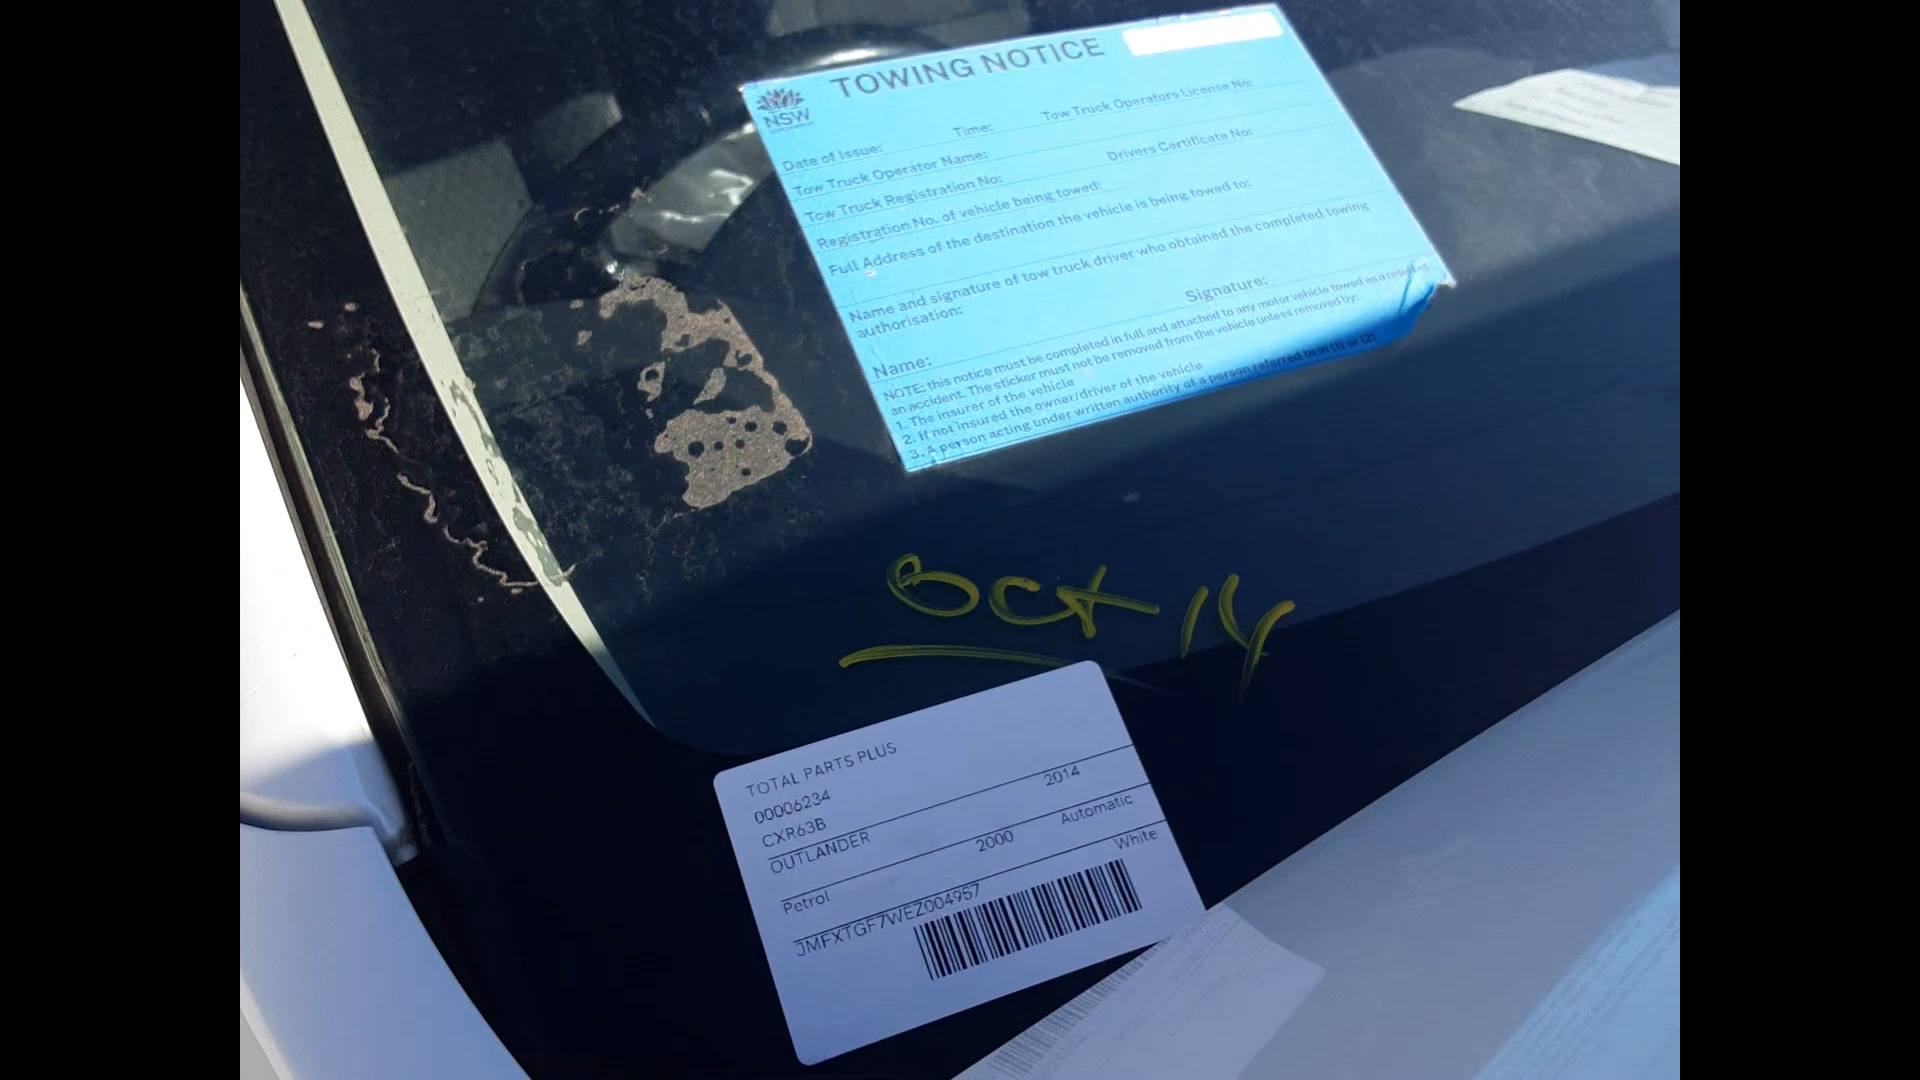 TOWING NOTICE
NSW
Date of Issue: Time: Tow Truck Operators License No:
Tow Truck Operator Name: Drivers Certificate No:
Tow Truck Registration No:
Registration No. of vehicle being towed:
Full Address of the destination the vehicle is being towed to:
Name and signature of tow truck driver who obtained the completed towing
authorisation:
Name: Signature:
NOTE: this notice must be completed in full and attached to any motor vehicle towed as a result of
an accident. The sticker must not be removed from the vehicle unless removed by:
1. The insurer of the vehicle
2. If not insured the owner/driver of the vehicle
3. A person acting under written authority of a person referred to in (1) or (2)
Oct 14
TOTAL PARTS PLUS
00006234
CXR63B
OUTLANDER 2014
Petrol 2000 Automatic
White
JMFXTGF7WEZ004957